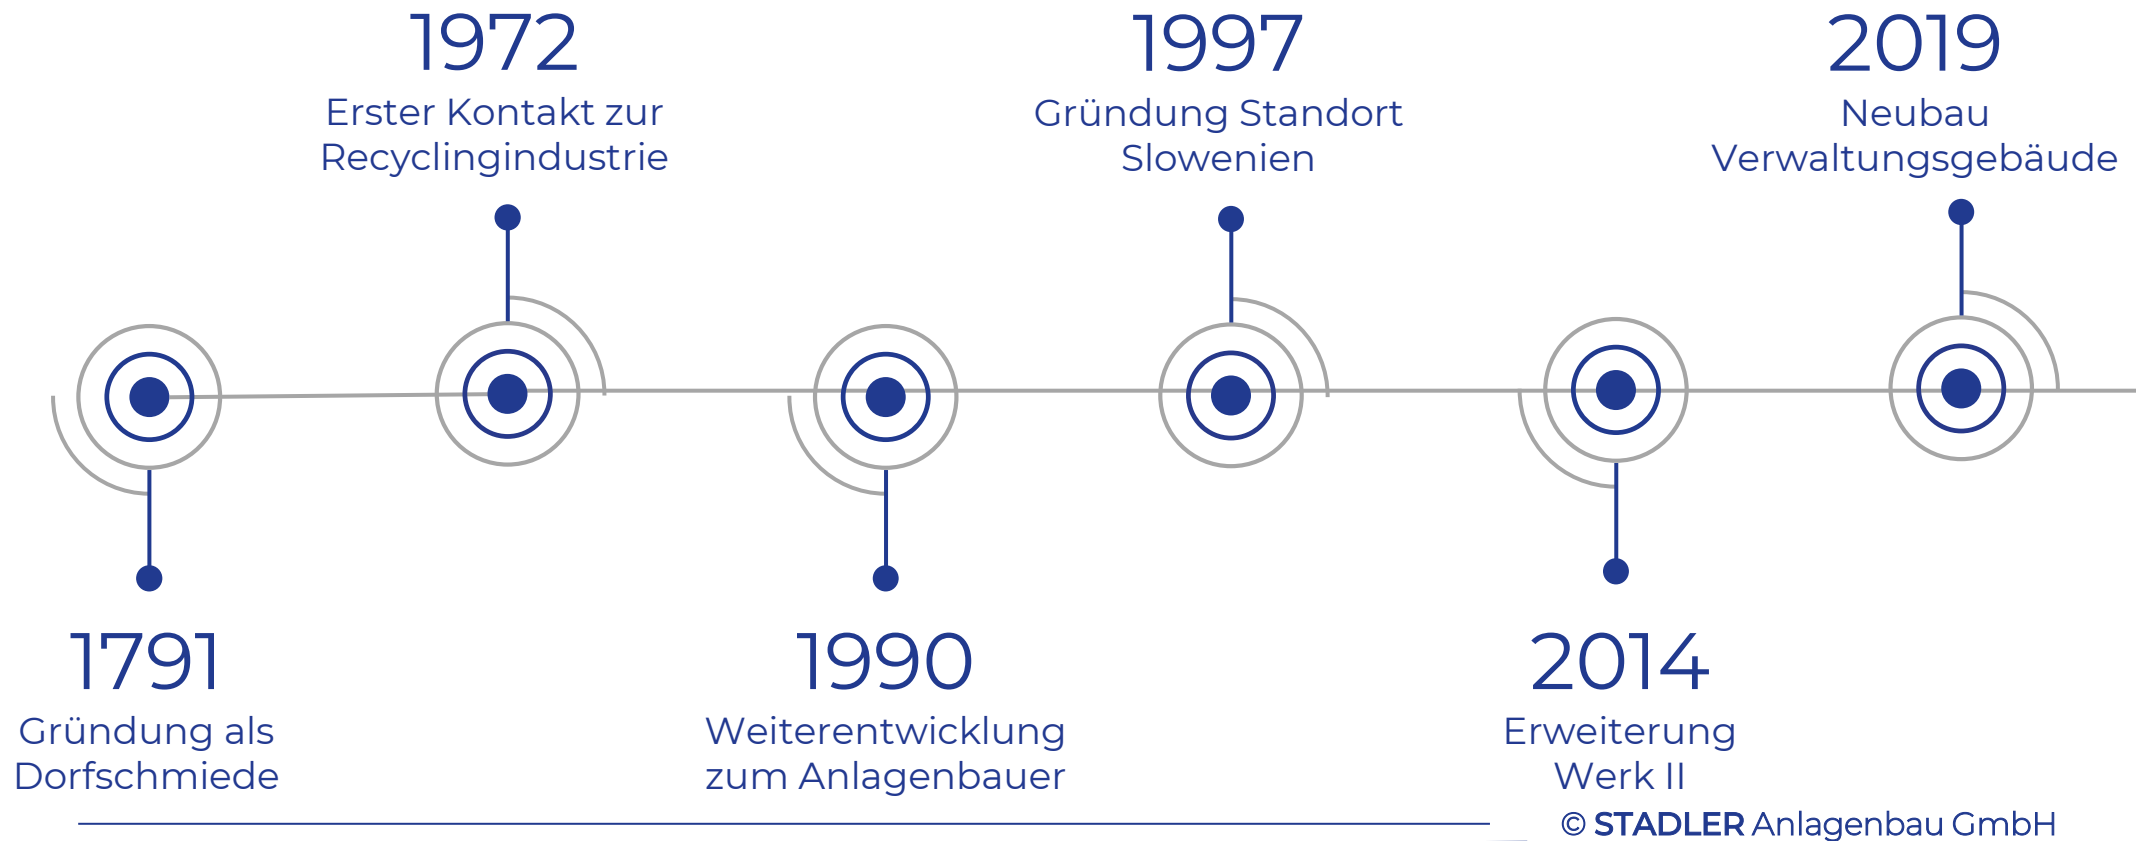 1972
Erster Kontakt zur
Recyclingindustrie
1997
Gründung Standort
Slowenien
2019
Neubau
Verwaltungsgebäude
1791
Gründung als
Dorfschmiede
1990
Weiterentwicklung
zum Anlagenbauer
2014
Erweiterung
Werk II
© STADLER Anlagenbau GmbH